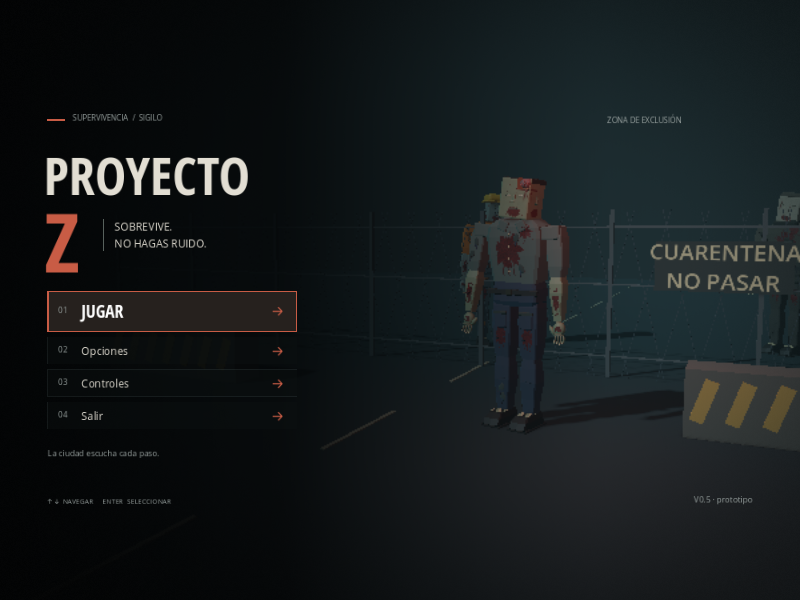 SUPERVIVENCIA / SIGILO
ZONA DE EXCLUSIÓN
PROYECTO
Z
SOBREVIVE.
NO HAGAS RUIDO.
CUARENTENA
NO PASAR
01 JUGAR →
02 Opciones →
03 Controles →
04 Salir →
La ciudad escucha cada paso.
↑ ↓ NAVEGAR ENTER SELECCIONAR
V0.5 · prototipo